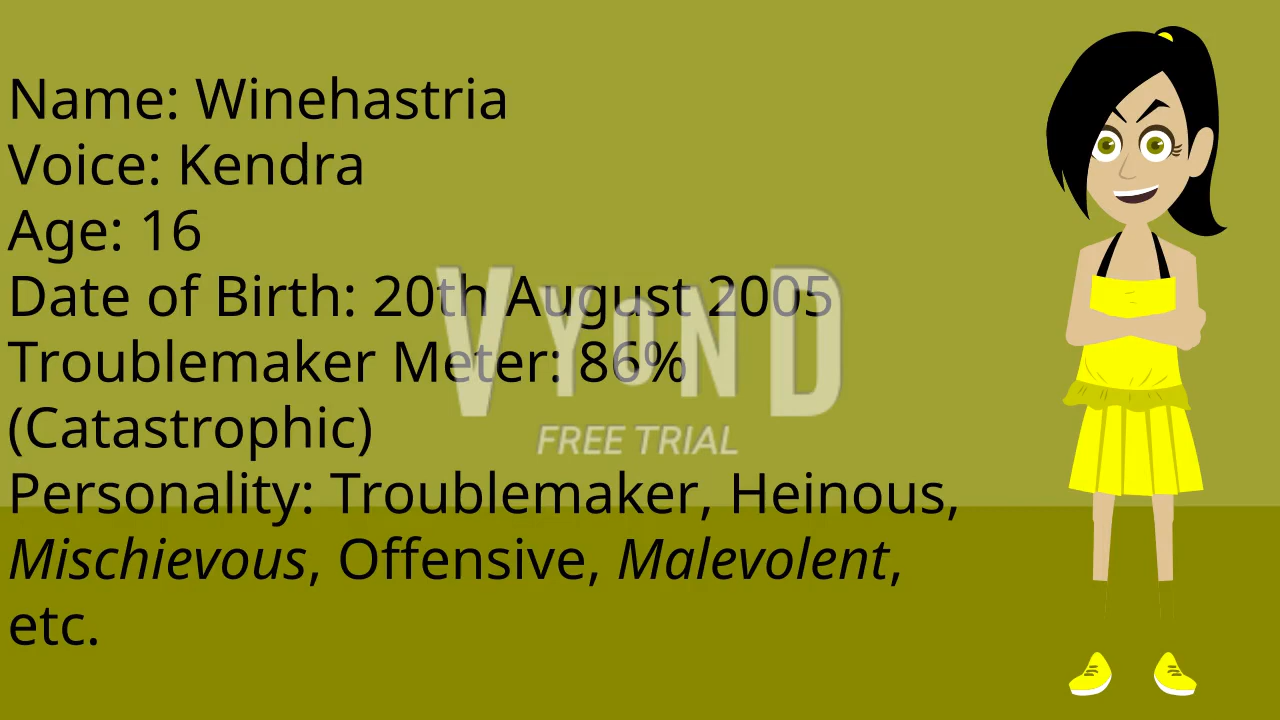 Name: Winehastria
Voice: Kendra
Age: 16
Date of Birth: 20th August 2005
Troublemaker Meter: 86%
(Catastrophic)
Personality: Troublemaker, Heinous,
Mischievous, Offensive, Malevolent,
etc.
VYOND
FREE TRIAL